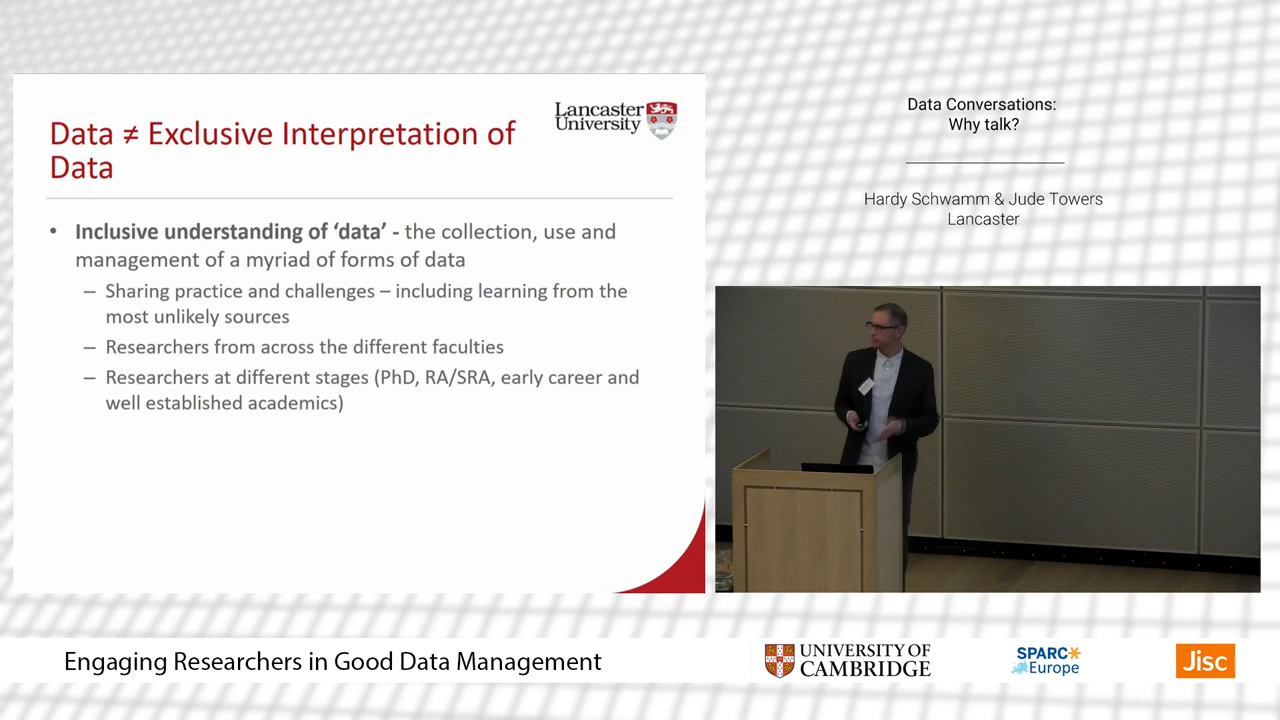 Lancaster
University
Data ≠ Exclusive Interpretation of
Data
• Inclusive understanding of ‘data’ - the collection, use and
management of a myriad of forms of data
– Sharing practice and challenges – including learning from the
most unlikely sources
– Researchers from across the different faculties
– Researchers at different stages (PhD, RA/SRA, early career and
well established academics)
Data Conversations:
Why talk?
Hardy Schwamm & Jude Towers
Lancaster
Engaging Researchers in Good Data Management
UNIVERSITY OF
CAMBRIDGE
SPARC
Europe
Jisc